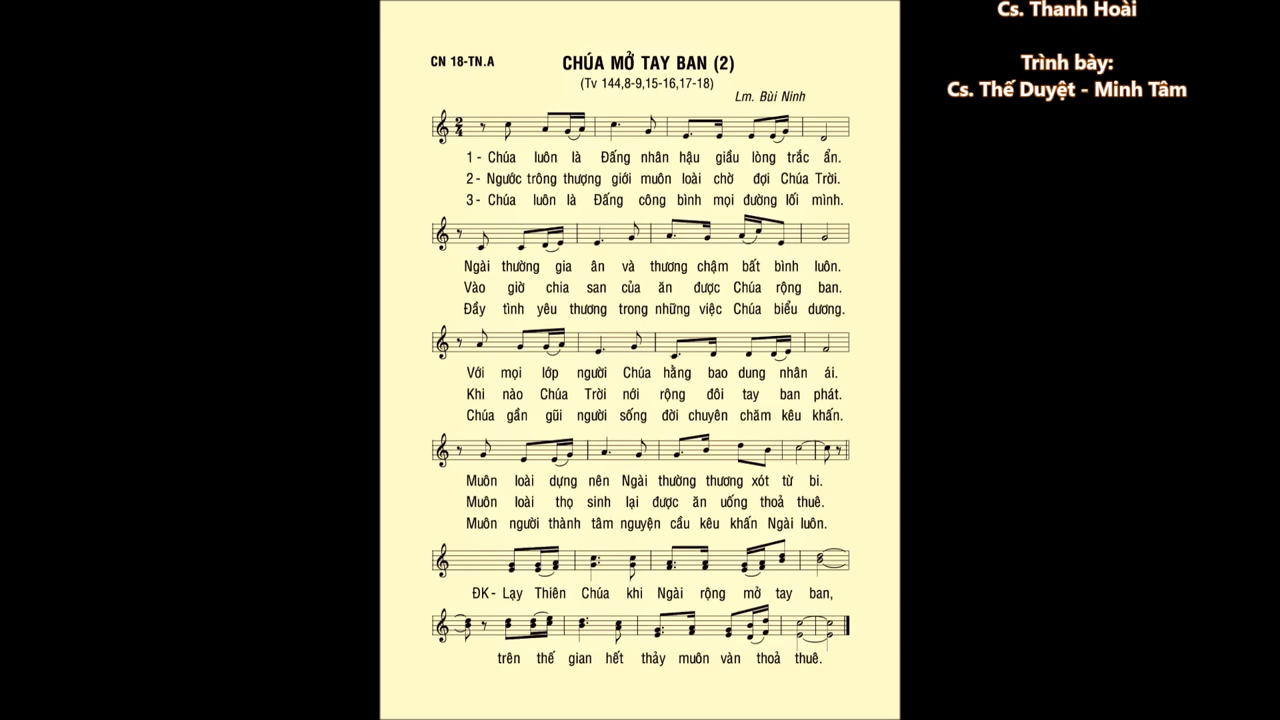 Cs. Thanh Hoài
Trình bày:
Cs. Thế Duyệt - Minh Tâm
CN 18-TN.A
CHÚA MỞ TAY BAN (2)
(Tv 144,8-9,15-16,17-18)
Lm. Bùi Ninh
2
4
1- Chúa luôn là Đấng nhân hậu giầu lòng trắc ẩn.
2- Ngước trông thượng giới muôn loài chờ đợi Chúa Trời.
3- Chúa luôn là Đấng công bình mọi đường lối mình.
Ngài thường gia ân và thương chậm bất bình luôn.
Vào giờ chia san của ăn được Chúa rộng ban.
Đầy tình yêu thương trong những việc Chúa biểu dương.
Với mọi lớp người Chúa hằng bao dung nhân ái.
Khi nào Chúa Trời nới rộng đôi tay ban phát.
Chúa gần gũi người sống đời chuyên chăm kêu khấn.
Muôn loài dựng nên Ngài thường thương xót từ bi.
Muôn loài thọ sinh lại được ăn uống thoả thuê.
Muôn người thành tâm nguyện cầu kêu khấn Ngài luôn.
ĐK- Lạy Thiên Chúa khi Ngài rộng mở tay ban,
trên thế gian hết thảy muôn vàn thoả thuê.